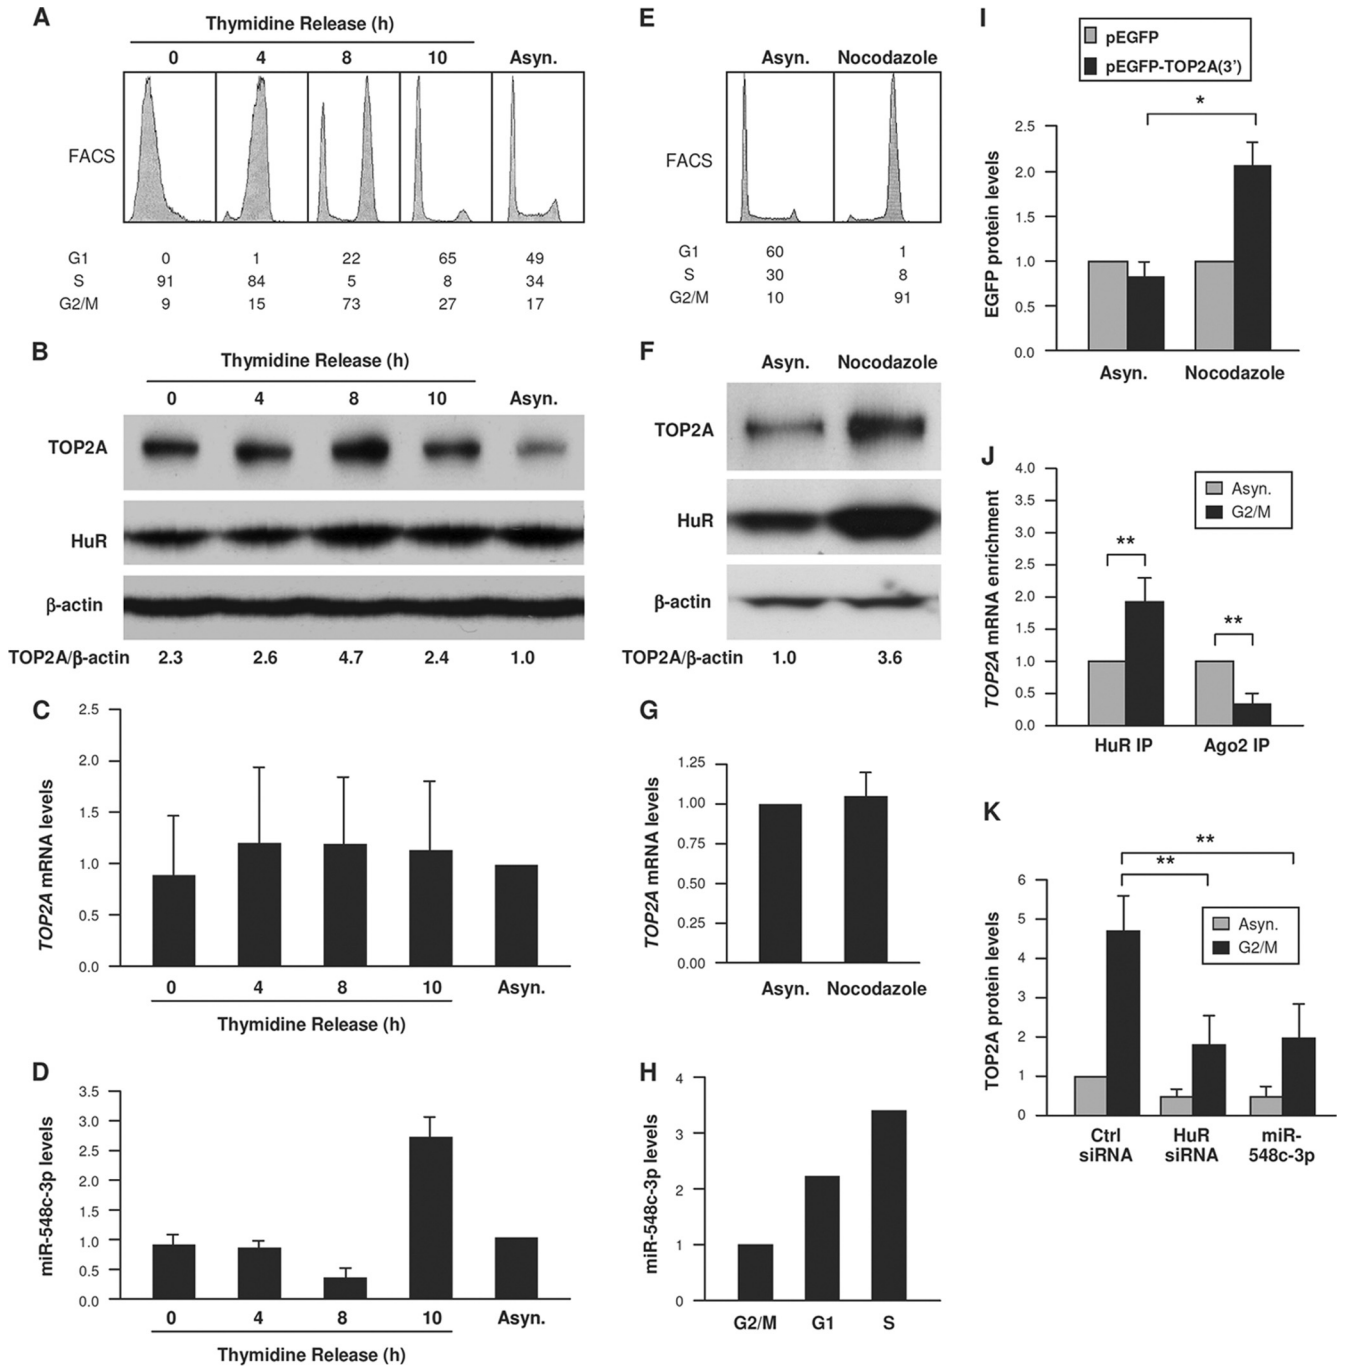 A
Thymidine Release (h)
0 4 8 10 Asyn.
FACS
G1 0 1 22 65 49
S 91 84 5 8 34
G2/M 9 15 73 27 17
B
Thymidine Release (h)
0 4 8 10 Asyn.
TOP2A
HuR
β-actin
TOP2A/β-actin 2.3 2.6 4.7 2.4 1.0
C
TOP2A mRNA levels
2.5
2.0
1.5
1.0
0.5
0.0
0 4 8 10 Asyn.
Thymidine Release (h)
D
miR-548c-3p levels
3.5
3.0
2.5
2.0
1.5
1.0
0.5
0.0
0 4 8 10 Asyn.
Thymidine Release (h)
E
Asyn. Nocodazole
FACS
G1 60 1
S 30 8
G2/M 10 91
F
Asyn. Nocodazole
TOP2A
HuR
β-actin
TOP2A/β-actin 1.0 3.6
G
TOP2A mRNA levels
1.25
1.00
0.75
0.50
0.25
0.00
Asyn. Nocodazole
H
miR-548c-3p levels
4
3
2
1
0
G2/M G1 S
I
pEGFP
pEGFP-TOP2A(3’)
*
EGFP protein levels
2.5
2.0
1.5
1.0
0.5
0.0
Asyn. Nocodazole
J
TOP2A mRNA enrichment
4.0
3.5
3.0
2.5
2.0
1.5
1.0
0.5
0.0
Asyn.
G2/M
**
**
HuR IP Ago2 IP
K
**
**
TOP2A protein levels
6
5
4
3
2
1
0
Asyn.
G2/M
Ctrl HuR miR-
siRNA siRNA 548c-3p